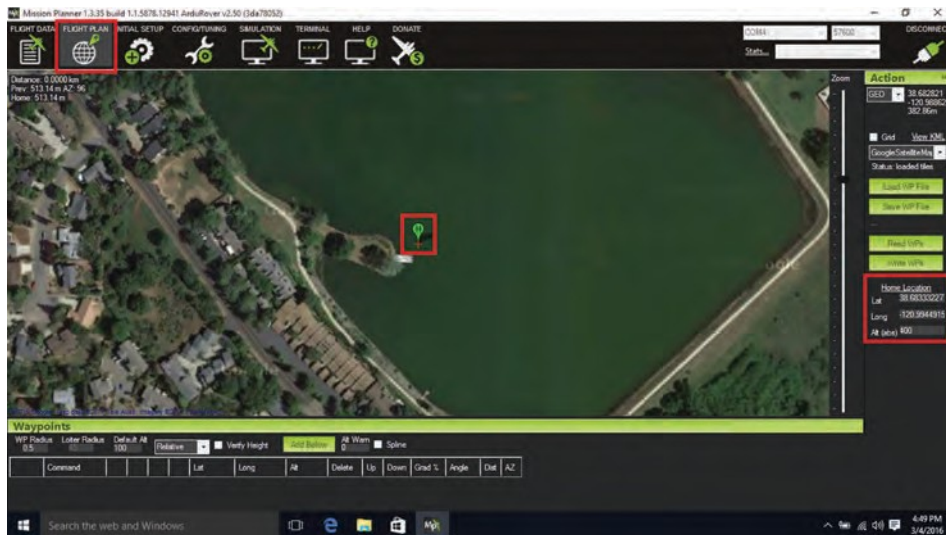 Mission Planner 1.3.35 build 1.1.5878.12941 ArduRover v2.50 (3da78052)
FLIGHT DATA FLIGHT PLAN INITIAL SETUP CONFIG/TUNING SIMULATION TERMINAL HELP DONATE
COM4 57600 DISCONNECT
Stats...
Distance: 0.0000 km
Prev: 513.14 m AZ: 96
Home: 513.14 m
Zoom
Action
GEO 38.682821
-120.98862
382.86m
Grid View KML
GoogleSatelliteMap
Status: loaded tiles
Load WP File
Save WP File
Read WPs
Write WPs
Home Location
Lat 38.68333227
Long -120.9944915
Alt (abs) 400
Waypoints
WP Radius Loiter Radius Default Alt Alt Warn
0.5 100 Relative Verify Height Add Below 0 Spline
Command Lat Long Alt Delete Up Down Grad % Angle Dist AZ
Search the web and Windows
4:49 PM
3/4/2016